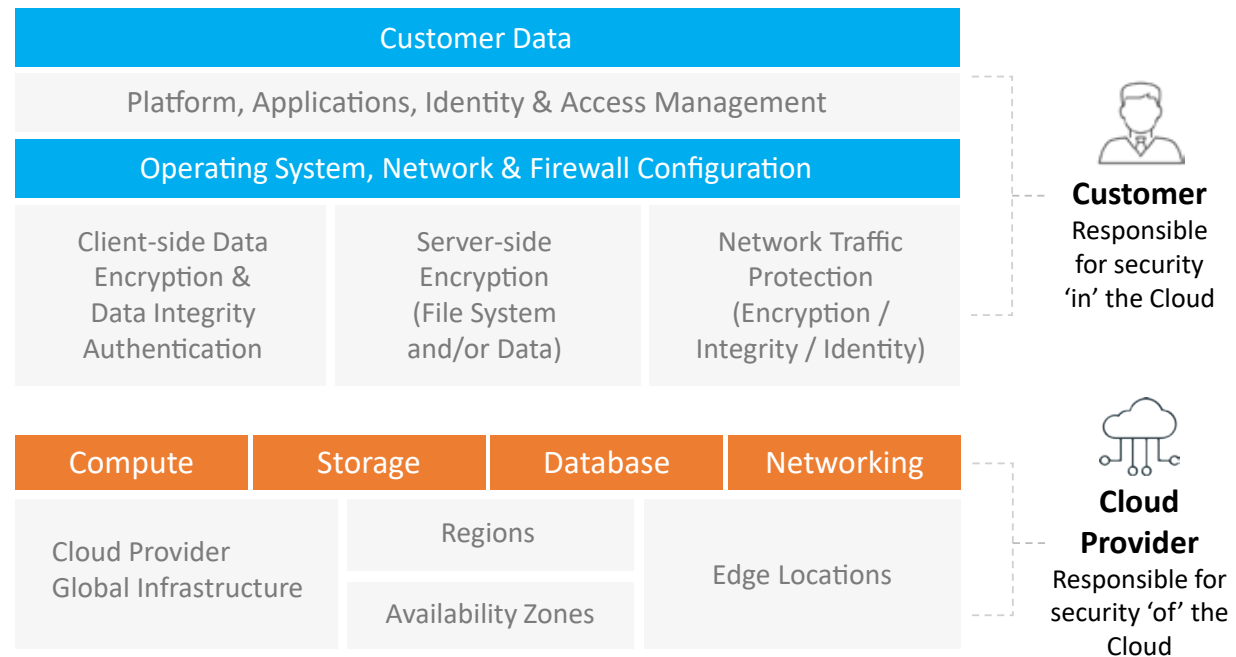 Customer Data
Platform, Applications, Identity & Access Management
Operating System, Network & Firewall Configuration
Client-side Data
Encryption &
Data Integrity
Authentication
Server-side
Encryption
(File System
and/or Data)
Network Traffic
Protection
(Encryption /
Integrity / Identity)
Customer
Responsible
for security
‘in’ the Cloud
Compute
Storage
Database
Networking
Cloud Provider
Global Infrastructure
Regions
Availability Zones
Edge Locations
Cloud
Provider
Responsible for
security ‘of’ the
Cloud